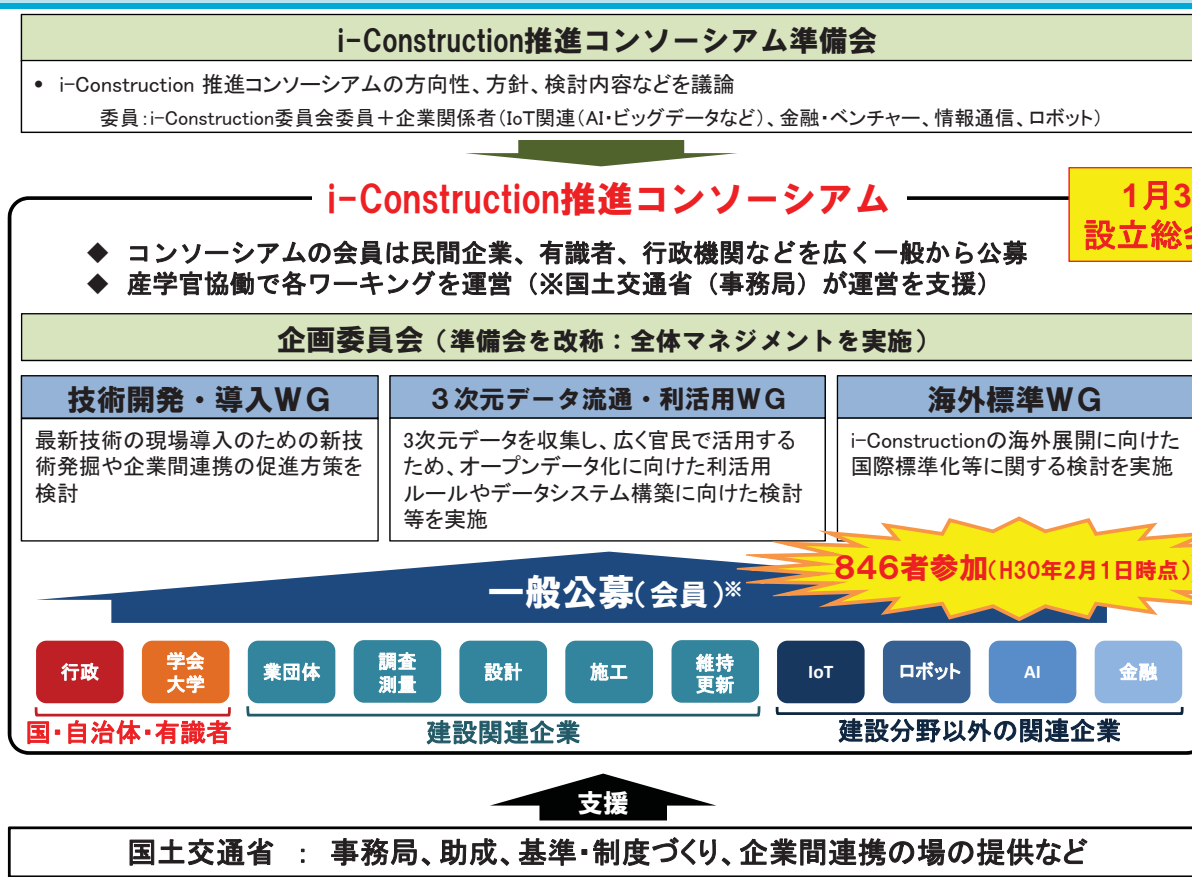 i-Construction推進コンソーシアム準備会
• i-Construction 推進コンソーシアムの方向性、方針、検討内容などを議論
委員：i-Construction委員会委員＋企業関係者（IoT関連（AI・ビッグデータなど）、金融・ベンチャー、情報通信、ロボット）
i-Construction推進コンソーシアム
1月3
設立総会
◆ コンソーシアムの会員は民間企業、有識者、行政機関などを広く一般から公募
◆ 産学官協働で各ワーキングを運営（※国土交通省（事務局）が運営を支援）
企画委員会（準備会を改称：全体マネジメントを実施）
技術開発・導入ＷＧ
最新技術の現場導入のための新技
術発掘や企業間連携の促進方策を
検討
３次元データ流通・利活用ＷＧ
3次元データを収集し、広く官民で活用する
ため、オープンデータ化に向けた利活用
ルールやデータシステム構築に向けた検討
等を実施
海外標準ＷＧ
i-Constructionの海外展開に向けた
国際標準化等に関する検討を実施
846者参加（H30年2月1日時点）
一般公募（会員）※
行政
学会
大学
業団体
調査
測量
設計
施工
維持
更新
IoT
ロボット
AI
金融
国・自治体・有識者
建設関連企業
建設分野以外の関連企業
支援
国土交通省 ： 事務局、助成、基準・制度づくり、企業間連携の場の提供など